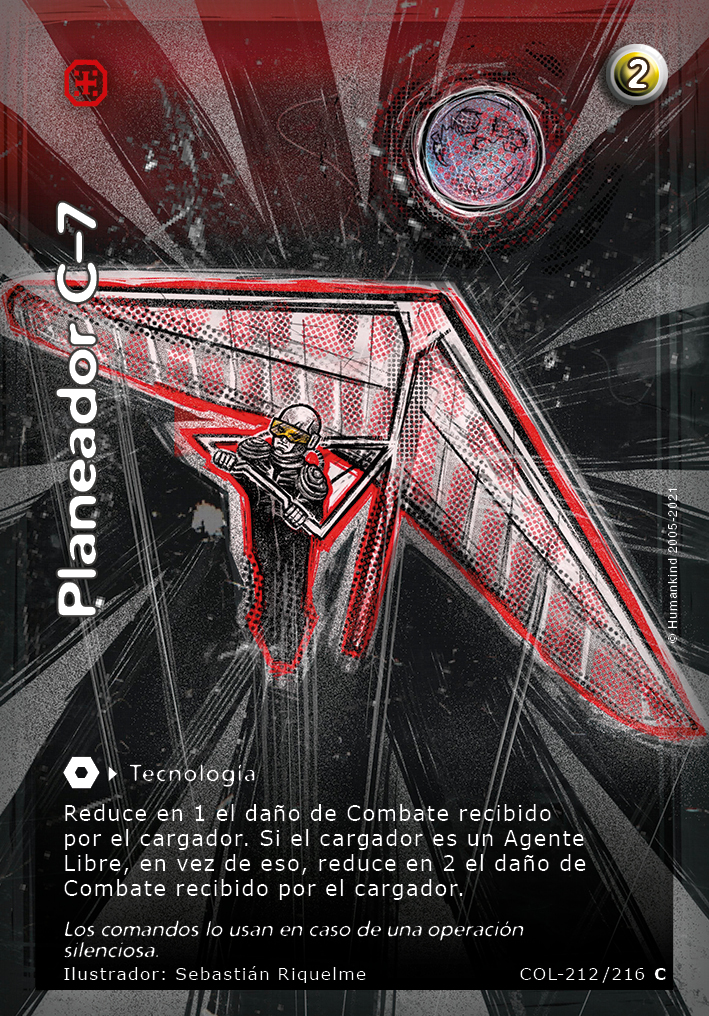 2
Planeador C-7
© Humankind 2005-2021
Tecnología
Reduce en 1 el daño de Combate recibido
por el cargador. Si el cargador es un Agente
Libre, en vez de eso, reduce en 2 el daño de
Combate recibido por el cargador.
Los comandos lo usan en caso de una operación
silenciosa.
Ilustrador: Sebastián Riquelme COL-212/216 C